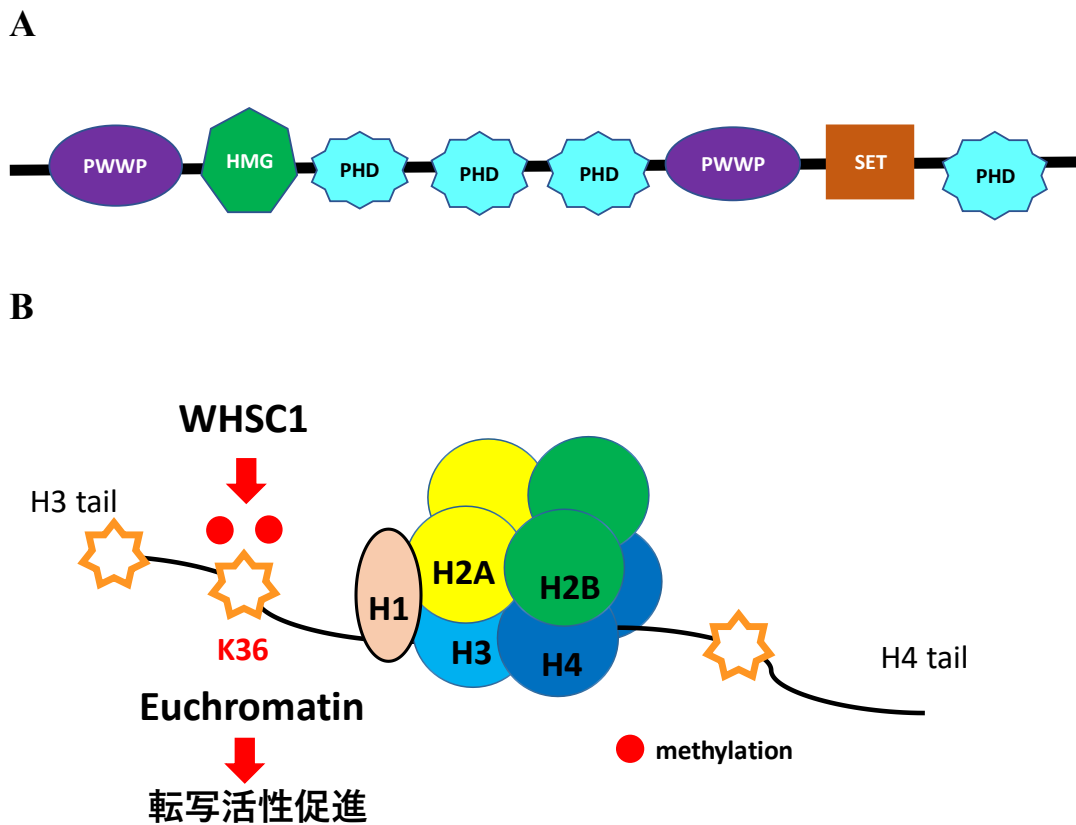 A
PWWP
HMG
PHD
PHD
PHD
PWWP
SET
PHD
B
WHSC1
H3 tail
H2A
H2B
H1
K36
H3
H4
H4 tail
Euchromatin
methylation
転写活性促進